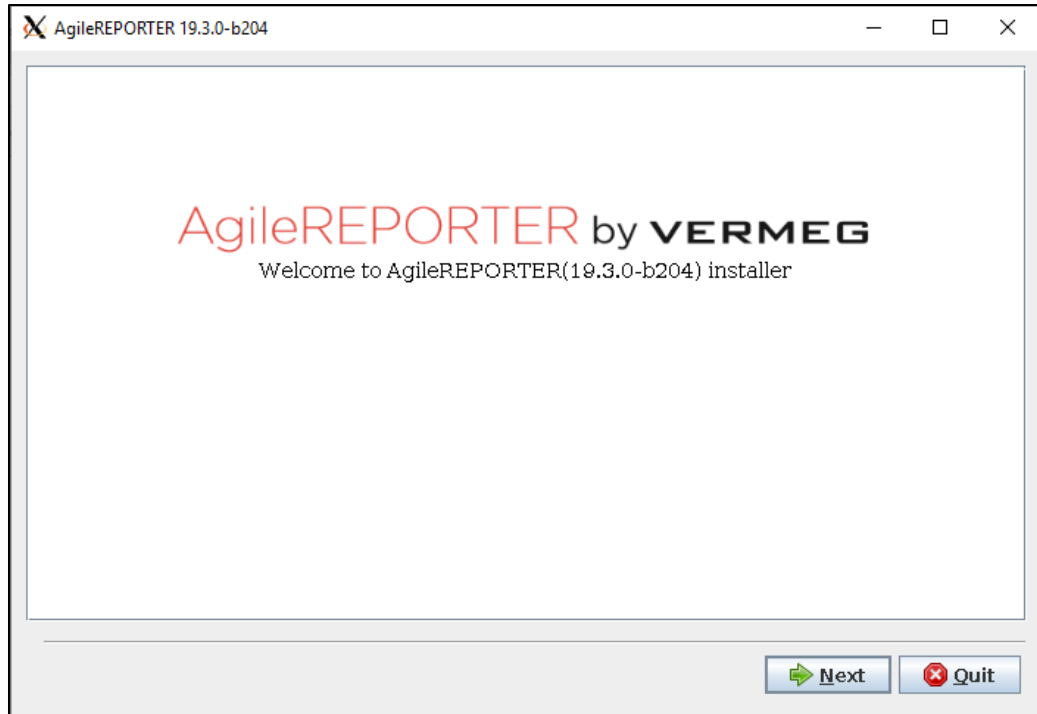 AgileREPORTER 19.3.0-b204
AgileREPORTER by VERMEG
Welcome to AgileREPORTER(19.3.0-b204) installer
Next
Quit